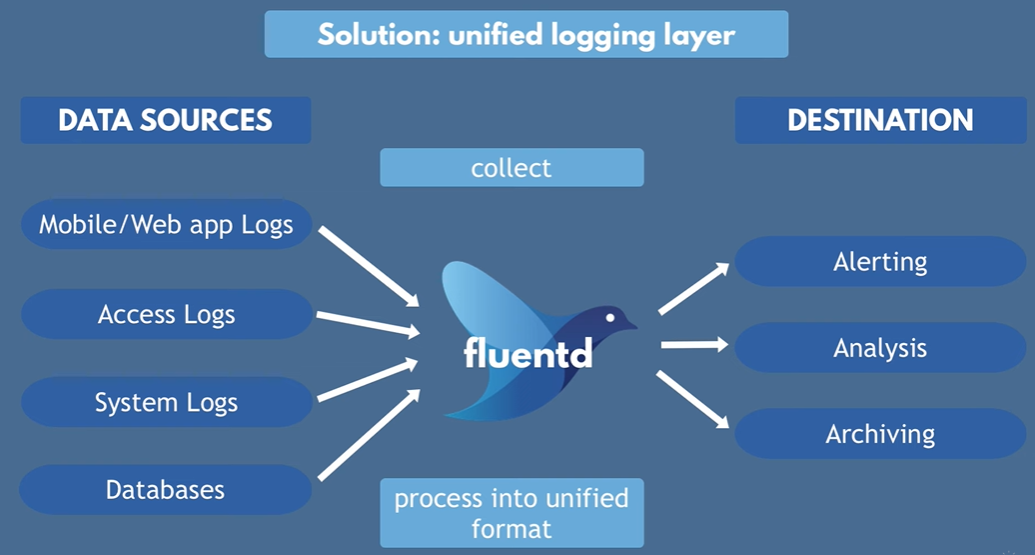 Solution: unified logging layer
DATA SOURCES
DESTINATION
collect
Mobile/Web app Logs
Access Logs
System Logs
Databases
fluentd
Alerting
Analysis
Archiving
process into unified
format